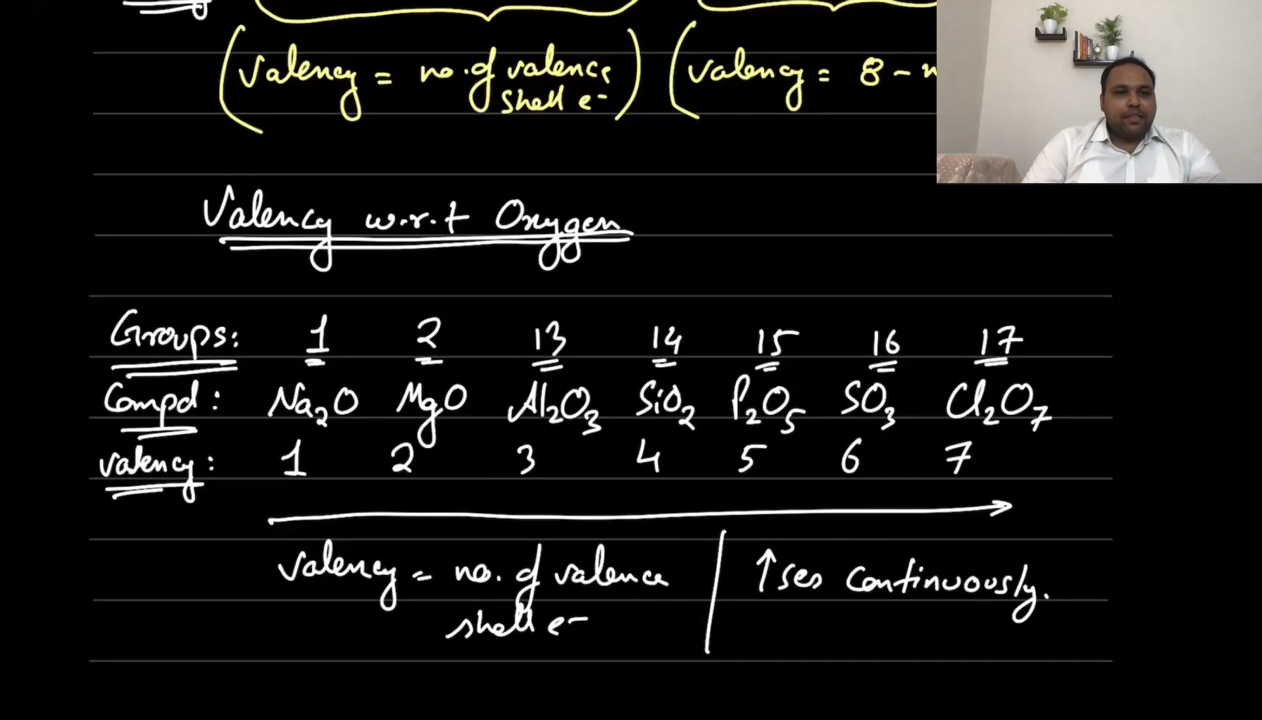 (Valency = no. of valence shell e-) (Valency = 8 -
Valency w.r.t Oxygen
Groups: 1 2 13 14 15 16 17
Compd: Na2O MgO Al2O3 SiO2 P2O5 SO3 Cl2O7
valency: 1 2 3 4 5 6 7
valency = no. of valence | ↑ses continuously.
shell e-